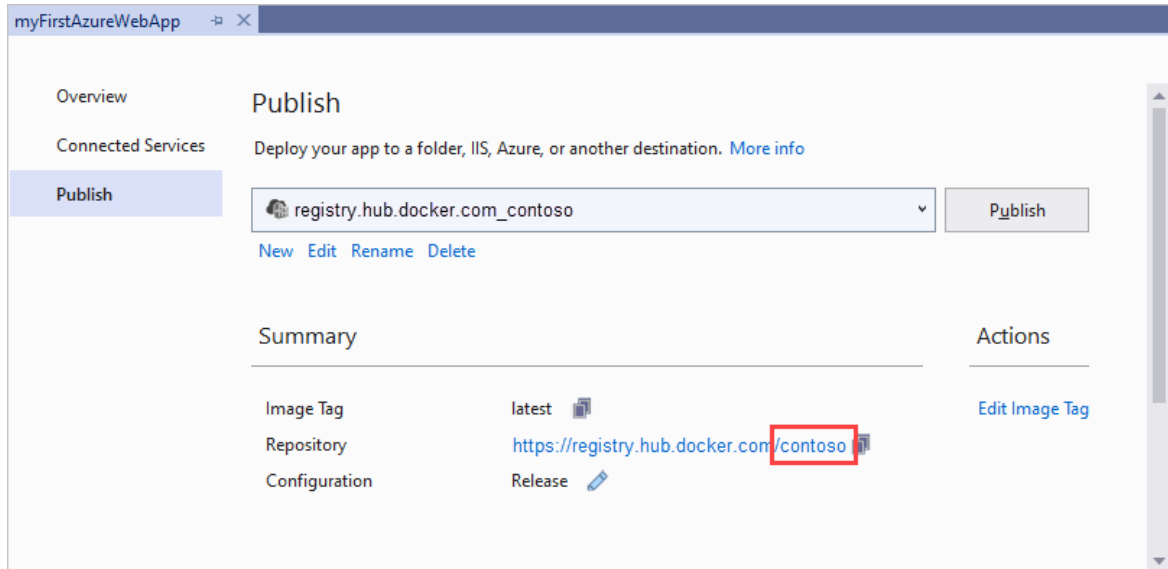 myFirstAzureWebApp
Overview
Connected Services
Publish
Publish
Deploy your app to a folder, IIS, Azure, or another destination. More info
registry.hub.docker.com_contoso
Publish
New Edit Rename Delete
Summary
Actions
Image Tag latest
Edit Image Tag
Repository https://registry.hub.docker.com/contoso
Configuration Release